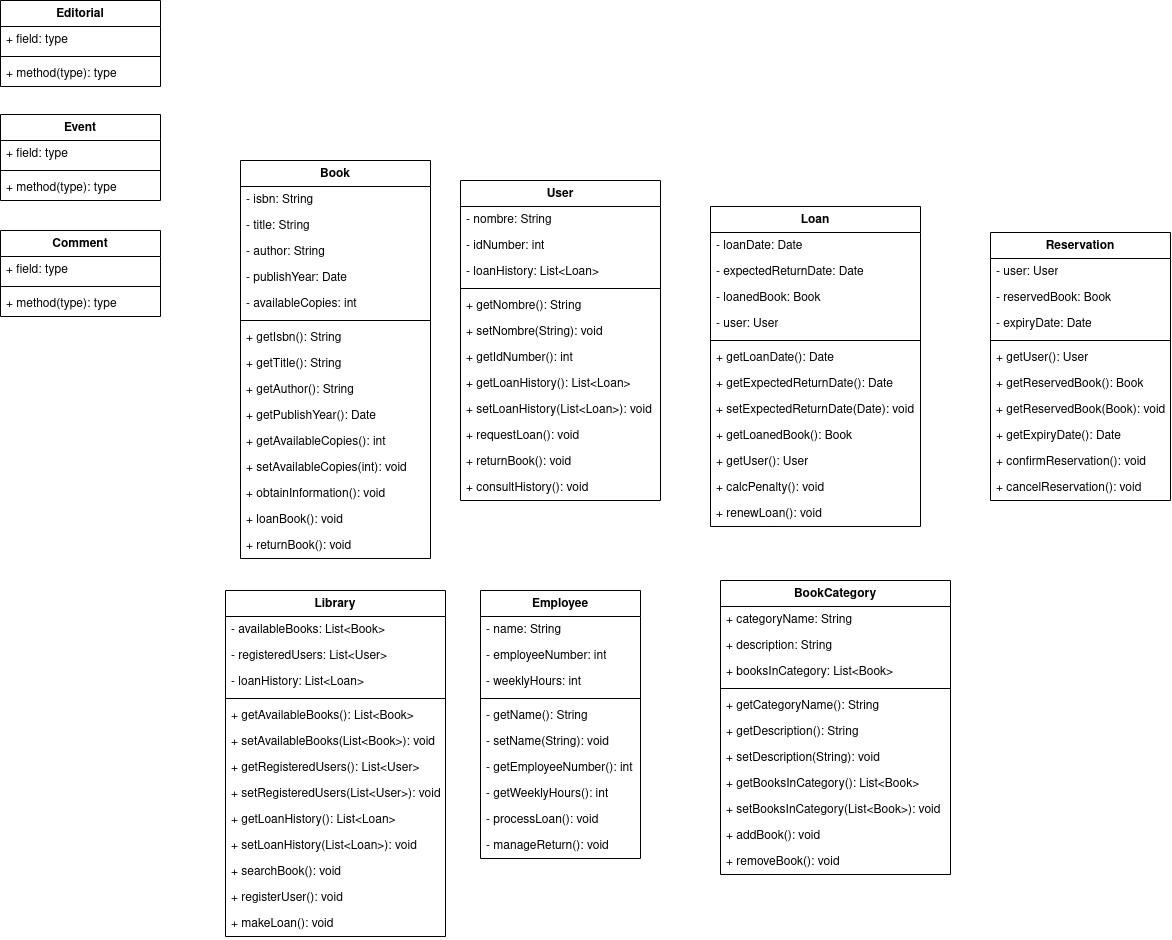 Editorial
+ field: type
+ method(type): type
Event
+ field: type
+ method(type): type
Comment
+ field: type
+ method(type): type
Book
- isbn: String
- title: String
- author: String
- publishYear: Date
- availableCopies: int
+ getIsbn(): String
+ getTitle(): String
+ getAuthor(): String
+ getPublishYear(): Date
+ getAvailableCopies(): int
+ setAvailableCopies(int): void
+ obtainInformation(): void
+ loanBook(): void
+ returnBook(): void
User
- nombre: String
- idNumber: int
- loanHistory: List<Loan>
+ getNombre(): String
+ setNombre(String): void
+ getIdNumber(): int
+ getLoanHistory(): List<Loan>
+ setLoanHistory(List<Loan>): void
+ requestLoan(): void
+ returnBook(): void
+ consultHistory(): void
Loan
- loanDate: Date
- expectedReturnDate: Date
- loanedBook: Book
- user: User
+ getLoanDate(): Date
+ getExpectedReturnDate(): Date
+ setExpectedReturnDate(Date): void
+ getLoanedBook(): Book
+ getUser(): User
+ calcPenalty(): void
+ renewLoan(): void
Reservation
- user: User
- reservedBook: Book
- expiryDate: Date
+ getUser(): User
+ getReservedBook(): Book
+ getReservedBook(Book): void
+ getExpiryDate(): Date
+ confirmReservation(): void
+ cancelReservation(): void
Library
- availableBooks: List<Book>
- registeredUsers: List<User>
- loanHistory: List<Loan>
+ getAvailableBooks(): List<Book>
+ setAvailableBooks(List<Book>): void
+ getRegisteredUsers(): List<User>
+ setRegisteredUsers(List<User>): void
+ getLoanHistory(): List<Loan>
+ setLoanHistory(List<Loan>): void
+ searchBook(): void
+ registerUser(): void
+ makeLoan(): void
Employee
- name: String
- employeeNumber: int
- weeklyHours: int
- getName(): String
- setName(String): void
- getEmployeeNumber(): int
- getWeeklyHours(): int
- processLoan(): void
- manageReturn(): void
BookCategory
+ categoryName: String
+ description: String
+ booksInCategory: List<Book>
+ getCategoryName(): String
+ getDescription(): String
+ setDescription(String): void
+ getBooksInCategory(): List<Book>
+ setBooksInCategory(List<Book>): void
+ addBook(): void
+ removeBook(): void